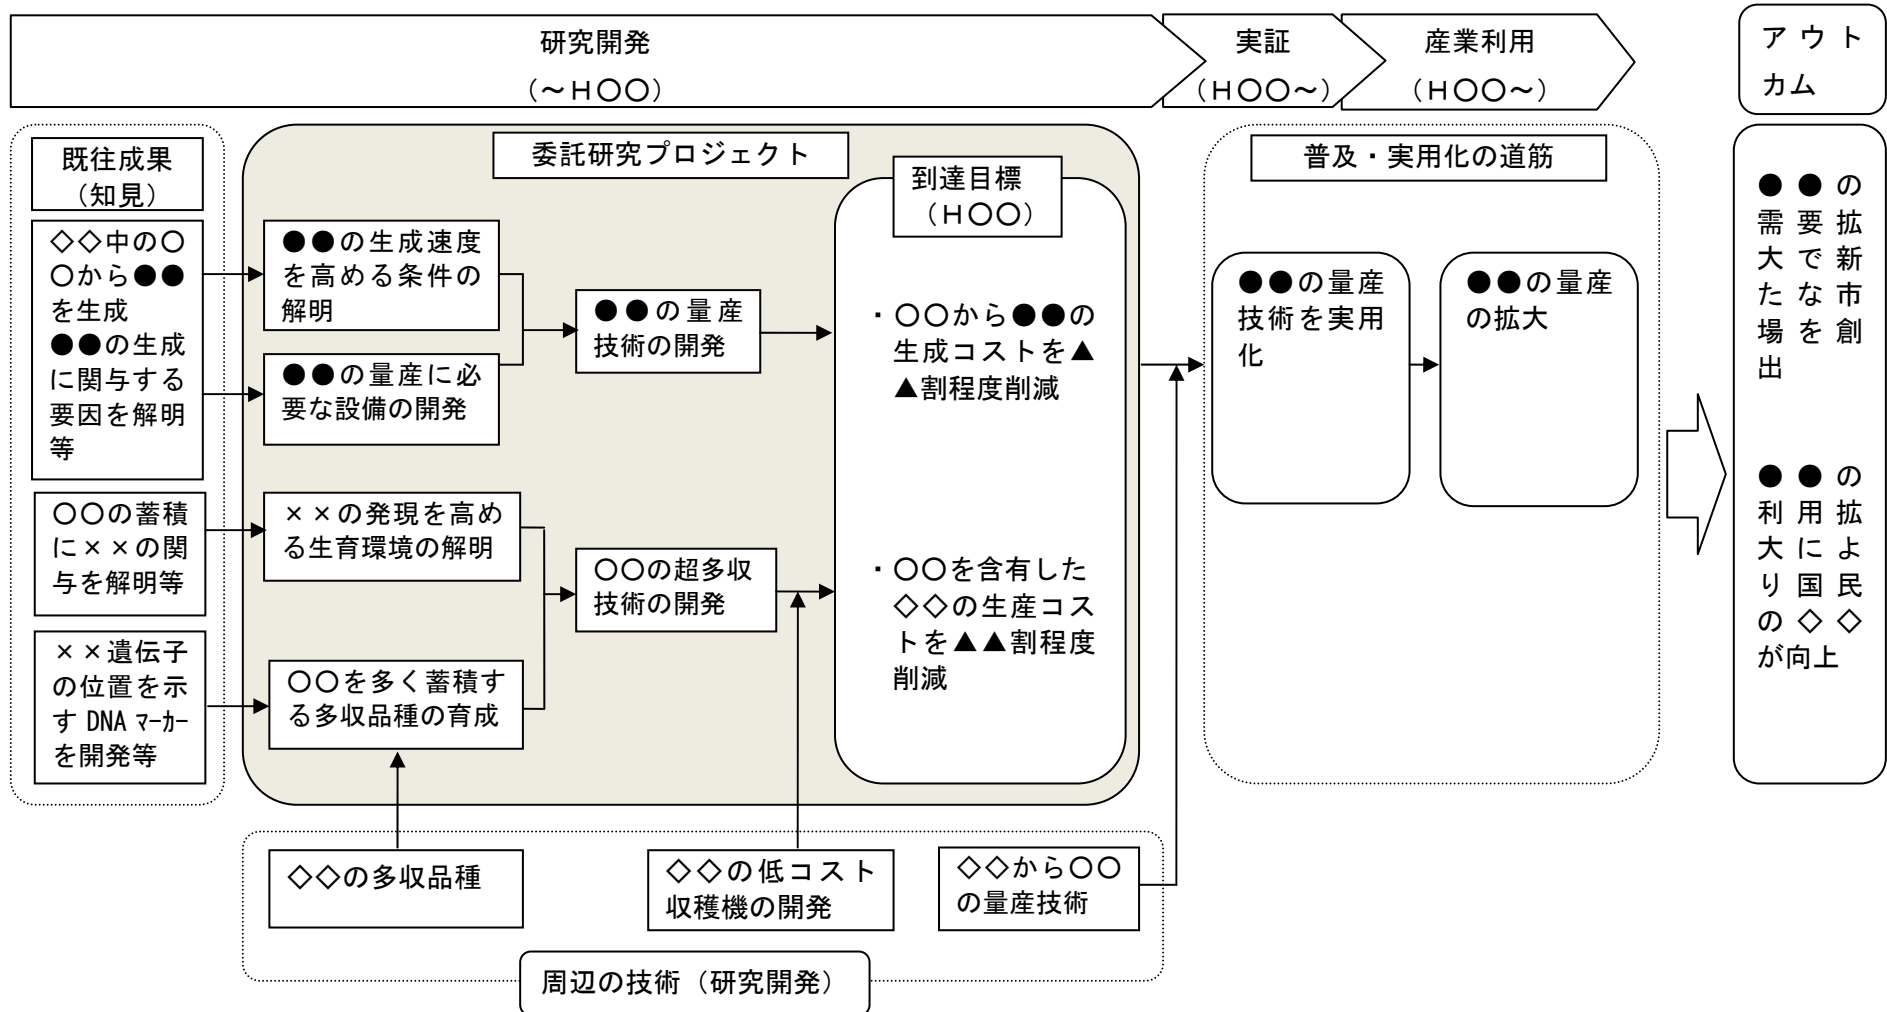 研究開発
（～Ｈ〇〇）
実証
（Ｈ〇〇～）
産業利用
（Ｈ〇〇～）
アウト
カム
既往成果
（知見）
◇◇中の〇
〇から●●
を生成
●●の生成
に関与する
要因を解明
等
〇〇の蓄積
に××の関
与を解明等
××遺伝子
の位置を示
す DNA ﾏｰｶｰ
を開発等
委託研究プロジェクト
●●の生成速度
を高める条件の
解明
●●の量産に必
要な設備の開発
××の発現を高め
る生育環境の解明
〇〇を多く蓄積す
る多収品種の育成
●●の量産
技術の開発
〇〇の超多収
技術の開発
到達目標
（Ｈ〇〇）
・〇〇から●●の
生成コストを▲
▲割程度削減
・〇〇を含有した
◇◇の生産コス
トを▲▲割程度
削減
普及・実用化の道筋
●●の量産
技術を実用
化
●●の量産
の拡大
●●の
需要拡
大で新
たな市
場を創
出
●●の
利用拡
大によ
り国民
の◇◇
が向上
◇◇の多収品種
◇◇の低コスト
収穫機の開発
◇◇から〇〇
の量産技術
周辺の技術（研究開発）